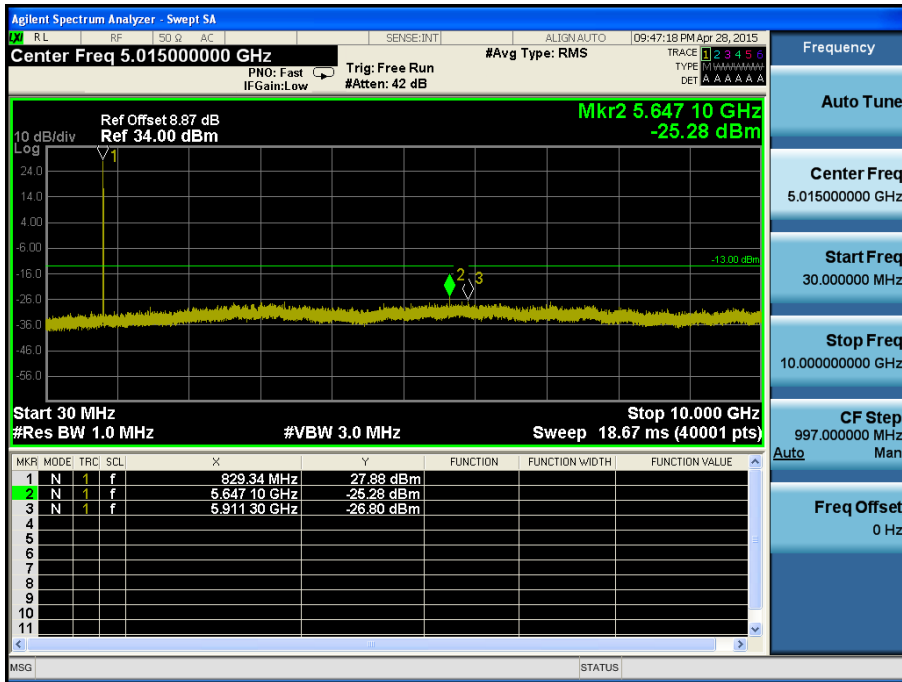 Agilent Spectrum Analyzer - Swept SA
LXI RL RF 50 Ω AC SENSE:INT ALIGN AUTO 09:47:18 PM Apr 28, 2015
Center Freq 5.015000000 GHz
PNO: Fast
IFGain:Low
Trig: Free Run
#Atten: 42 dB
#Avg Type: RMS
TRACE 1 2 3 4 5 6
TYPE M W W W W W
DET A A A A A A
Ref Offset 8.87 dB
10 dB/div Ref 34.00 dBm
Log
Mkr2 5.647 10 GHz
-25.28 dBm
24.0
14.0
4.00
-6.00
-16.0
-26.0
-36.0
-46.0
-56.0
1
2
3
-13.00 dBm
Start 30 MHz Stop 10.000 GHz
#Res BW 1.0 MHz #VBW 3.0 MHz Sweep 18.67 ms (40001 pts)
MKR MODE TRC SCL X Y FUNCTION FUNCTION WIDTH FUNCTION VALUE
1 N 1 f 829.34 MHz 27.88 dBm
2 N 1 f 5.647 10 GHz -25.28 dBm
3 N 1 f 5.911 30 GHz -26.80 dBm
4
5
6
7
8
9
10
11
MSG STATUS
Frequency
Auto Tune
Center Freq
5.015000000 GHz
Start Freq
30.000000 MHz
Stop Freq
10.000000000 GHz
CF Step
997.000000 MHz
Auto Man
Freq Offset
0 Hz